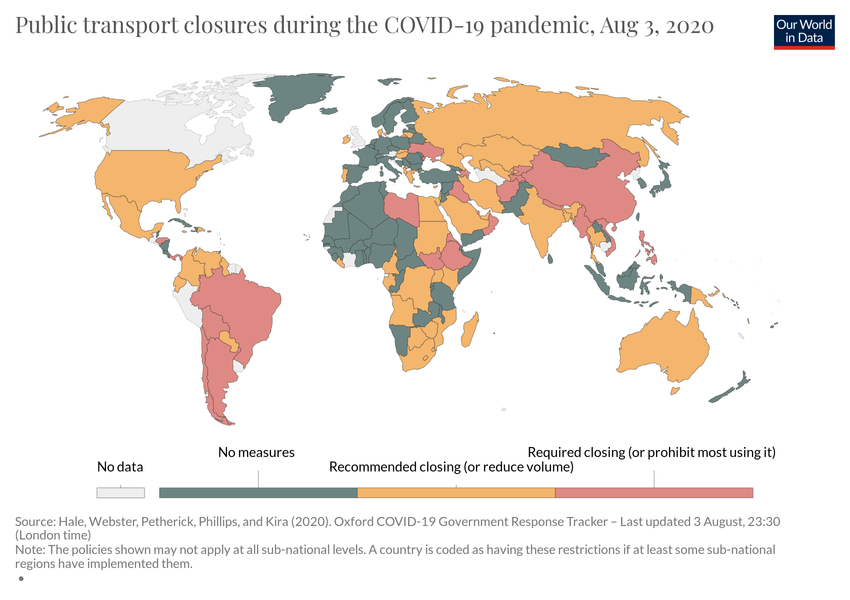 Public transport closures during the COVID-19 pandemic, Aug 3, 2020
Our World
in Data
No data
No measures
Recommended closing (or reduce volume)
Required closing (or prohibit most using it)
Source: Hale, Webster, Petherick, Phillips, and Kira (2020). Oxford COVID-19 Government Response Tracker – Last updated 3 August, 23:30
(London time)
Note: The policies shown may not apply at all sub-national levels. A country is coded as having these restrictions if at least some sub-national
regions have implemented them.